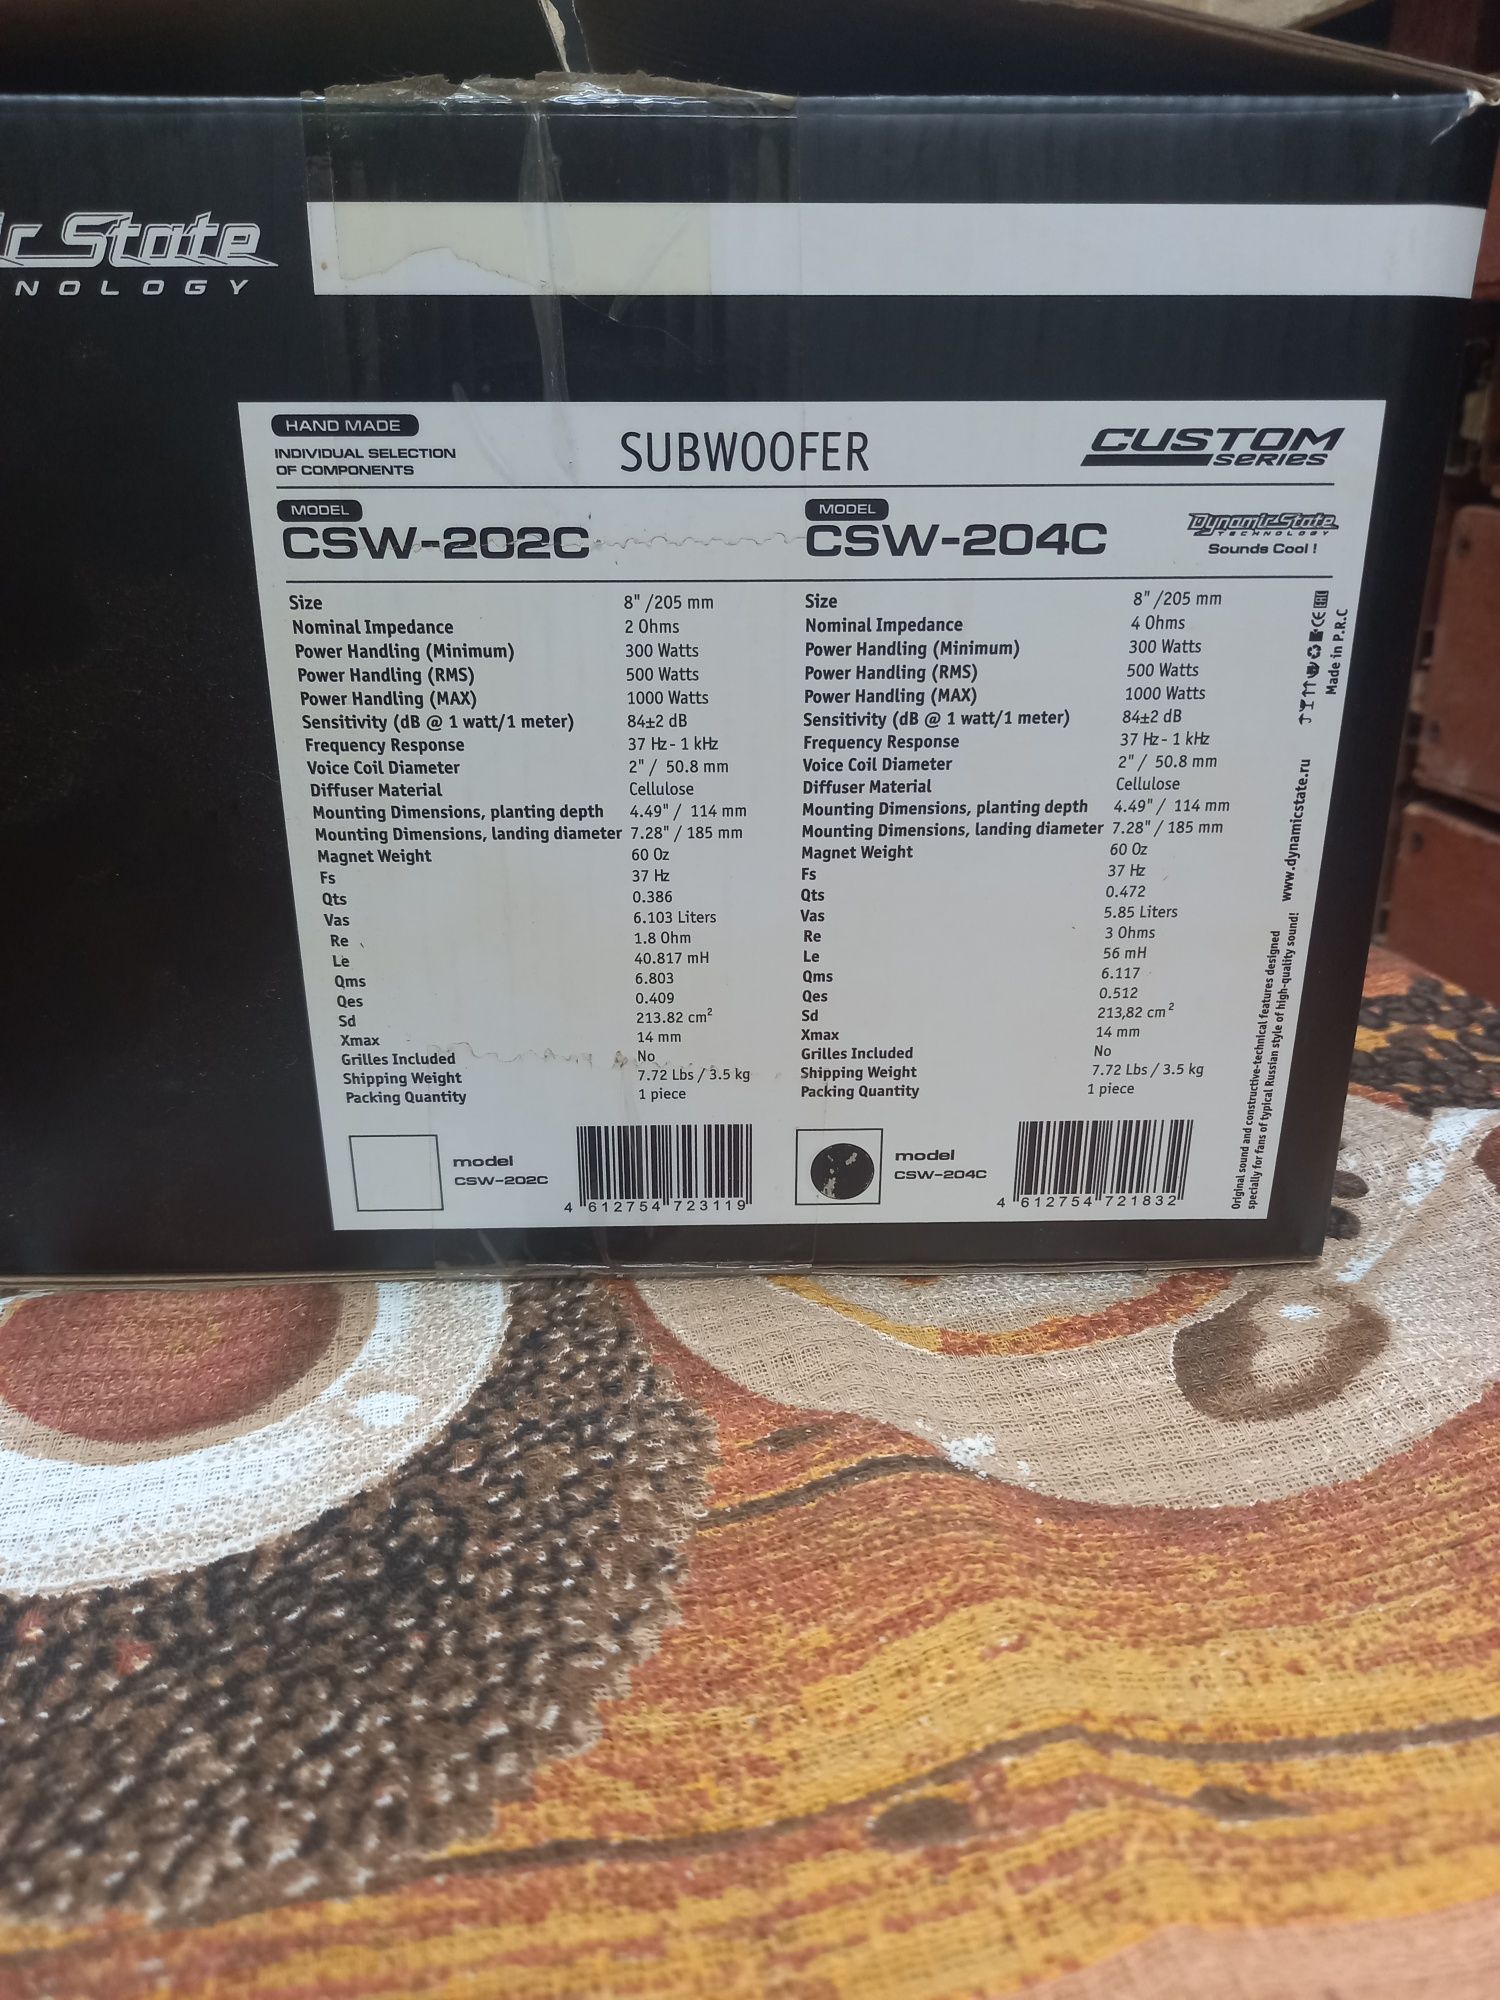 State
NOLOGY
HAND MADE
INDIVIDUAL SELECTION
OF COMPONENTS
SUBWOOFER
CUSTOM
SERIES
MODEL
CSW-202C
MODEL
CSW-204C
DynamicState
TECHNOLOGY
Sounds Cool !
Size 8" /205 mm
Nominal Impedance 2 Ohms
Power Handling (Minimum) 300 Watts
Power Handling (RMS) 500 Watts
Power Handling (MAX) 1000 Watts
Sensitivity (dB @ 1 watt/1 meter) 84±2 dB
Frequency Response 37 Hz- 1 kHz
Voice Coil Diameter 2" / 50.8 mm
Diffuser Material Cellulose
Mounting Dimensions, planting depth 4.49" / 114 mm
Mounting Dimensions, landing diameter 7.28" / 185 mm
Magnet Weight 60 Oz
Fs 37 Hz
Qts 0.386
Vas 6.103 Liters
Re 1.8 Ohm
Le 40.817 mH
Qms 6.803
Qes 0.409
Sd 213.82 cm²
Xmax 14 mm
Grilles Included No
Shipping Weight 7.72 Lbs / 3.5 kg
Packing Quantity 1 piece
Size 8" /205 mm
Nominal Impedance 4 Ohms
Power Handling (Minimum) 300 Watts
Power Handling (RMS) 500 Watts
Power Handling (MAX) 1000 Watts
Sensitivity (dB @ 1 watt/1 meter) 84±2 dB
Frequency Response 37 Hz- 1 kHz
Voice Coil Diameter 2" / 50.8 mm
Diffuser Material Cellulose
Mounting Dimensions, planting depth 4.49" / 114 mm
Mounting Dimensions, landing diameter 7.28" / 185 mm
Magnet Weight 60 Oz
Fs 37 Hz
Qts 0.472
Vas 5.85 Liters
Re 3 Ohms
Le 56 mH
Qms 6.117
Qes 0.512
Sd 213,82 cm²
Xmax 14 mm
Grilles Included No
Shipping Weight 7.72 Lbs / 3.5 kg
Packing Quantity 1 piece
model
CSW-202C
4 612754 723119
model
CSW-204C
4 612754 721832
Original sound and constructive-technical features designed
specially for fans of typical Russian style of high-quality sound!
www.dynamicstate.ru
CE EAC
Made in P.R.C